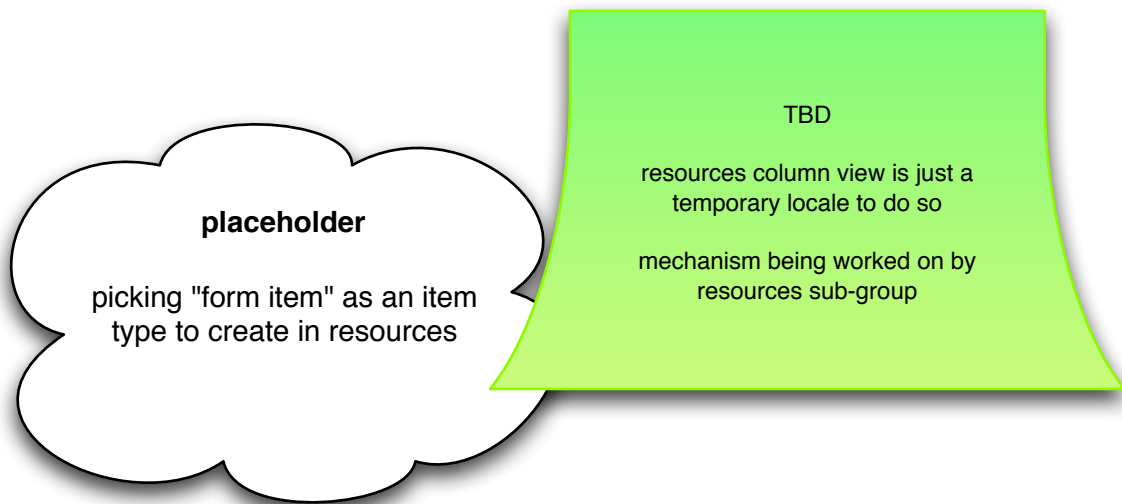 placeholder
picking "form item" as an item
type to create in resources
TBD
resources column view is just a
temporary locale to do so
mechanism being worked on by
resources sub-group